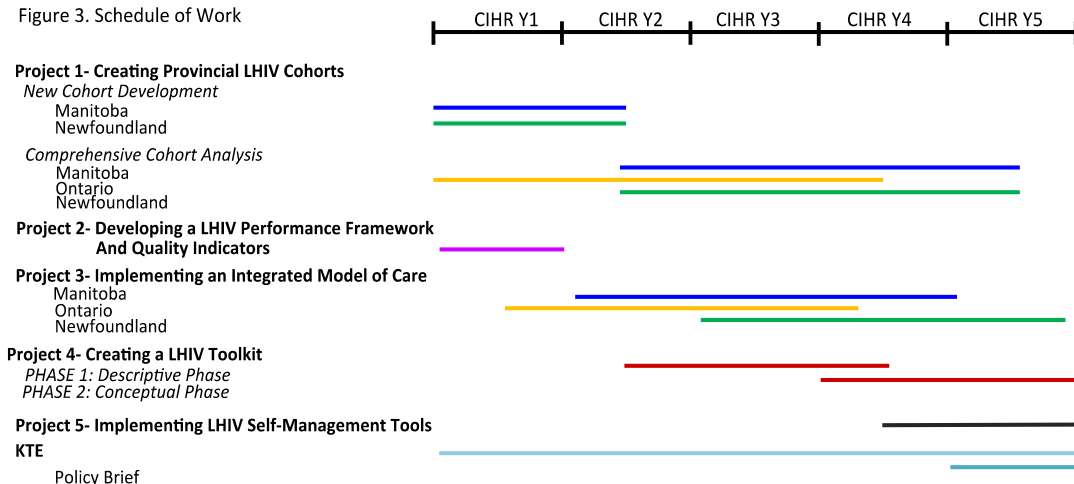 Figure 3. Schedule of Work
CIHR Y1 CIHR Y2 CIHR Y3 CIHR Y4 CIHR Y5
Project 1- Creating Provincial LHIV Cohorts
New Cohort Development
Manitoba
Newfoundland
Comprehensive Cohort Analysis
Manitoba
Ontario
Newfoundland
Project 2- Developing a LHIV Performance Framework
And Quality Indicators
Project 3- Implementing an Integrated Model of Care
Manitoba
Ontario
Newfoundland
Project 4- Creating a LHIV Toolkit
PHASE 1: Descriptive Phase
PHASE 2: Conceptual Phase
Project 5- Implementing LHIV Self-Management Tools
KTE
Policy Brief